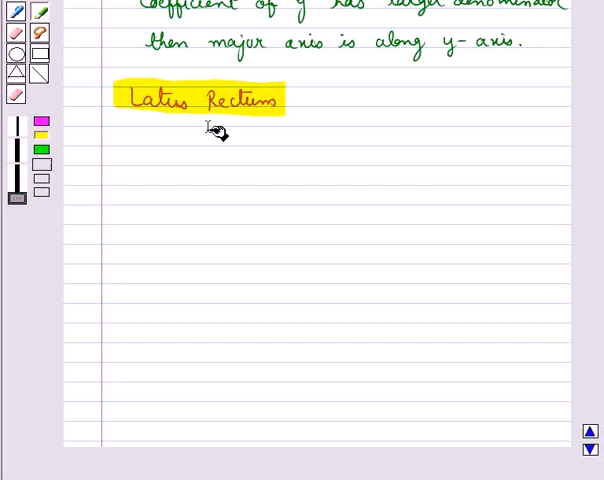 Coefficient of y has larger denominator
then major axis is along y-axis.
Latus Rectum